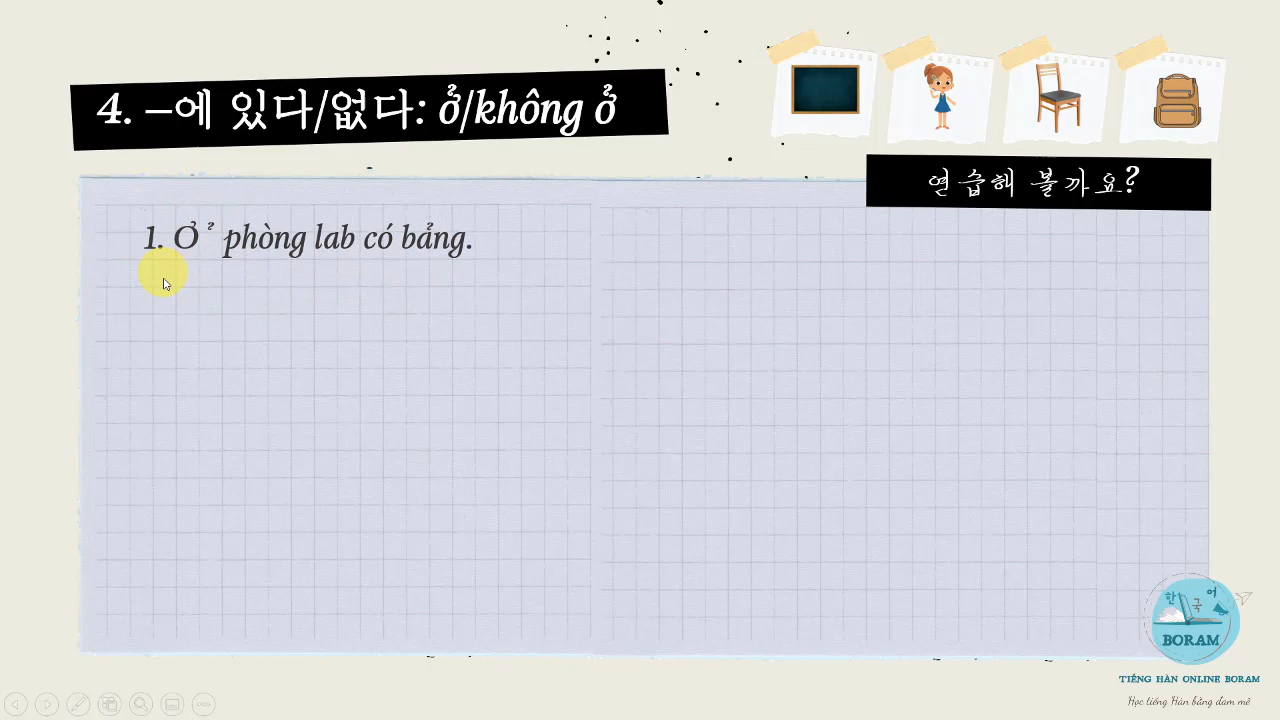 4. –에 있다/없다: ở/không ở
연습해 볼까요?
1. Ở phòng lab có bảng.
한 국 어
BORAM
TIẾNG HÀN ONLINE BORAM
Học tiếng Hàn bằng đam mê